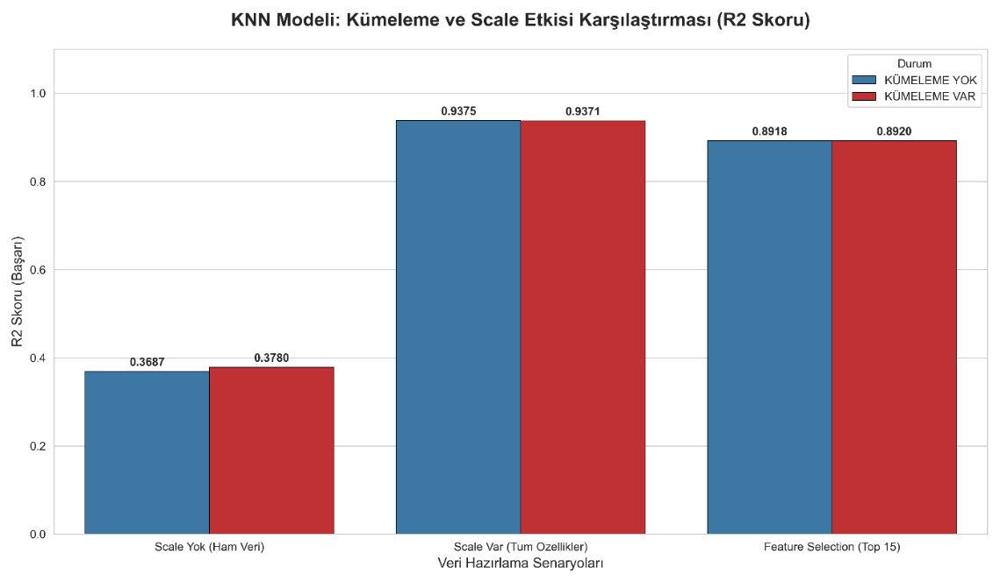 KNN Modeli: Kümeleme ve Scale Etkisi Karşılaştırması (R2 Skoru)
Durum
KÜMELEME YOK
KÜMELEME VAR
R2 Skoru (Başarı)
1.0
0.8
0.6
0.4
0.2
0.0
0.3687
0.3780
0.9375
0.9371
0.8918
0.8920
Scale Yok (Ham Veri)
Scale Var (Tum Ozellikler)
Feature Selection (Top 15)
Veri Hazırlama Senaryoları